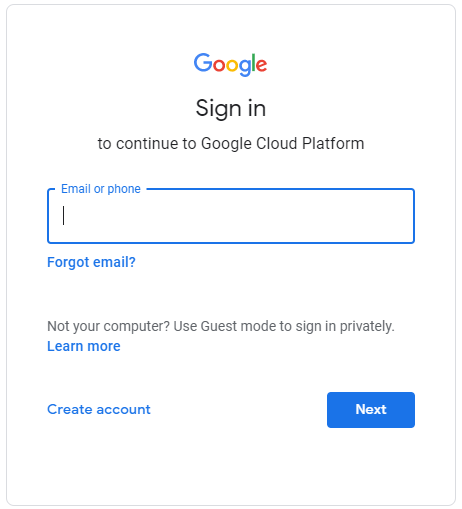 Google
Sign in
to continue to Google Cloud Platform
Email or phone
Forgot email?
Not your computer? Use Guest mode to sign in privately.
Learn more
Create account
Next